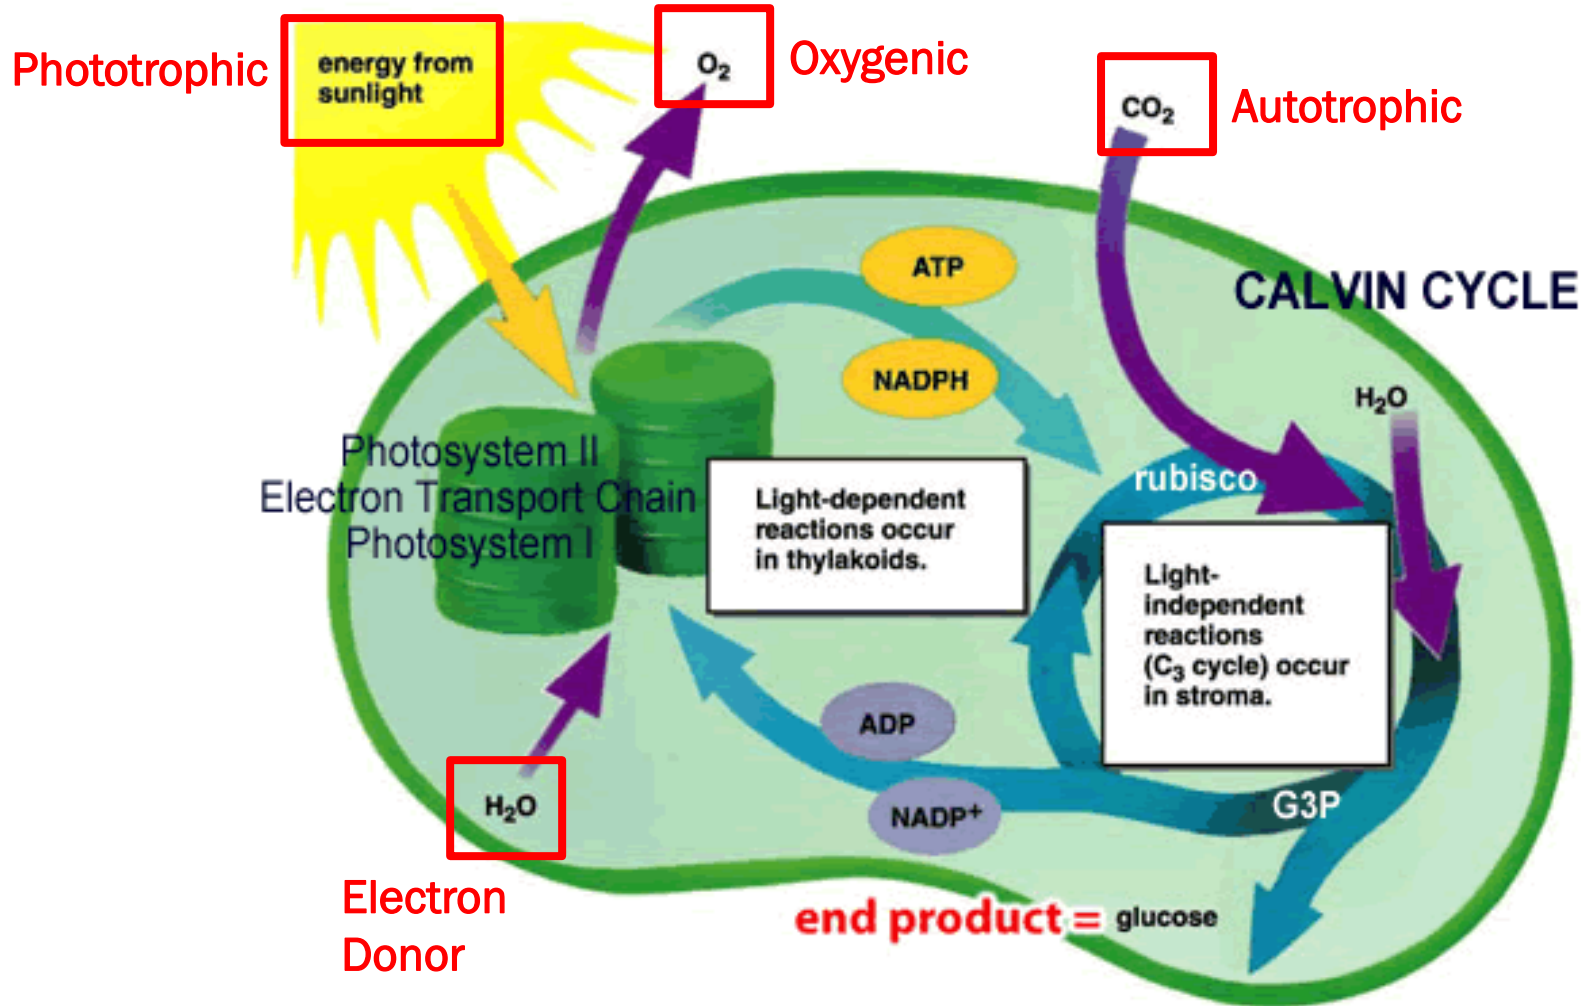 Phototrophic
energy from
sunlight
O₂
Oxygenic
CO₂
Autotrophic
ATP
CALVIN CYCLE
NADPH
H₂O
Photosystem II
Electron Transport Chain
Photosystem I
Light-dependent
reactions occur
in thylakoids.
rubisco
Light-
independent
reactions
(C₃ cycle) occur
in stroma.
ADP
NADP⁺
G3P
H₂O
Electron
Donor
end product = glucose